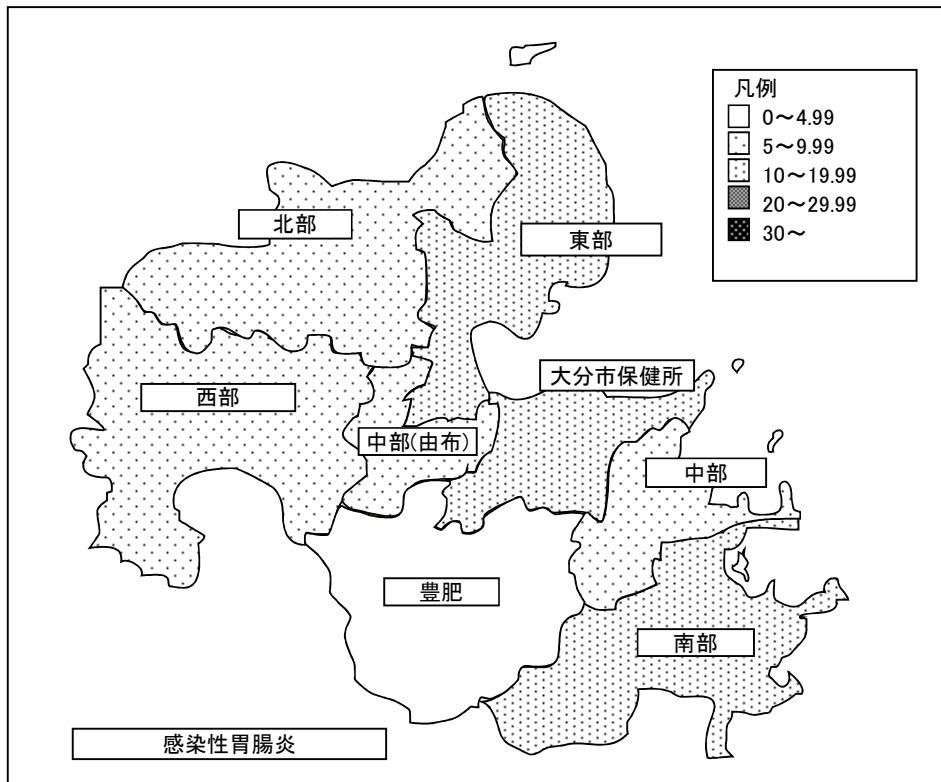 凡例
0～4.99
5～9.99
10～19.99
20～29.99
30～
北部
東部
大分市保健所
西部
中部(由布)
中部
豊肥
南部
感染性胃腸炎